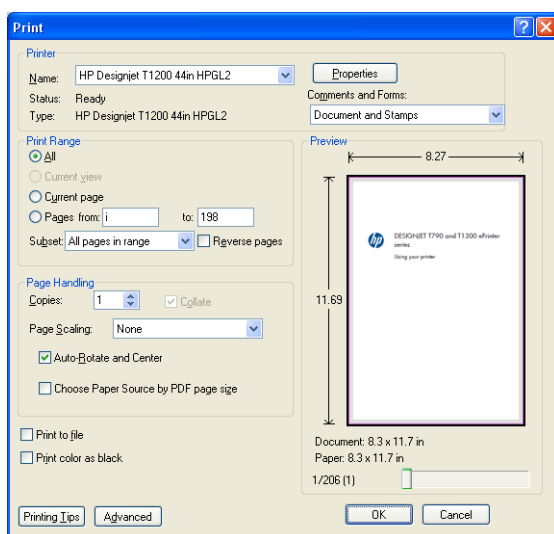 Print
Printer
Name: HP Designjet T1200 44in HPGL2 Properties
Status: Ready Comments and Forms:
Type: HP Designjet T1200 44in HPGL2 Document and Stamps
Print Range
All
Current view
Current page
Pages from: i to: 198
Subset: All pages in range Reverse pages
Page Handling
Copies: 1 Collate
Page Scaling: None
Auto-Rotate and Center
Choose Paper Source by PDF page size
Print to file
Print color as black
Preview
8.27
11.69
hp
DESIGNJET T790 and T1300 ePrinter
series
Using your printer
Document: 8.3 x 11.7 in
Paper: 8.3 x 11.7 in
1/206 (1)
Printing Tips Advanced OK Cancel